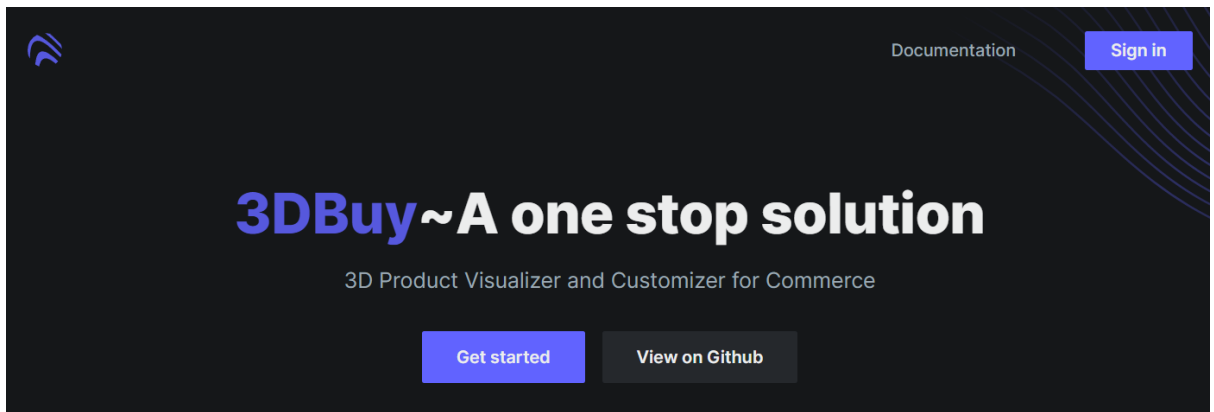 Documentation
Sign in
3DBuy~A one stop solution
3D Product Visualizer and Customizer for Commerce
Get started
View on Github